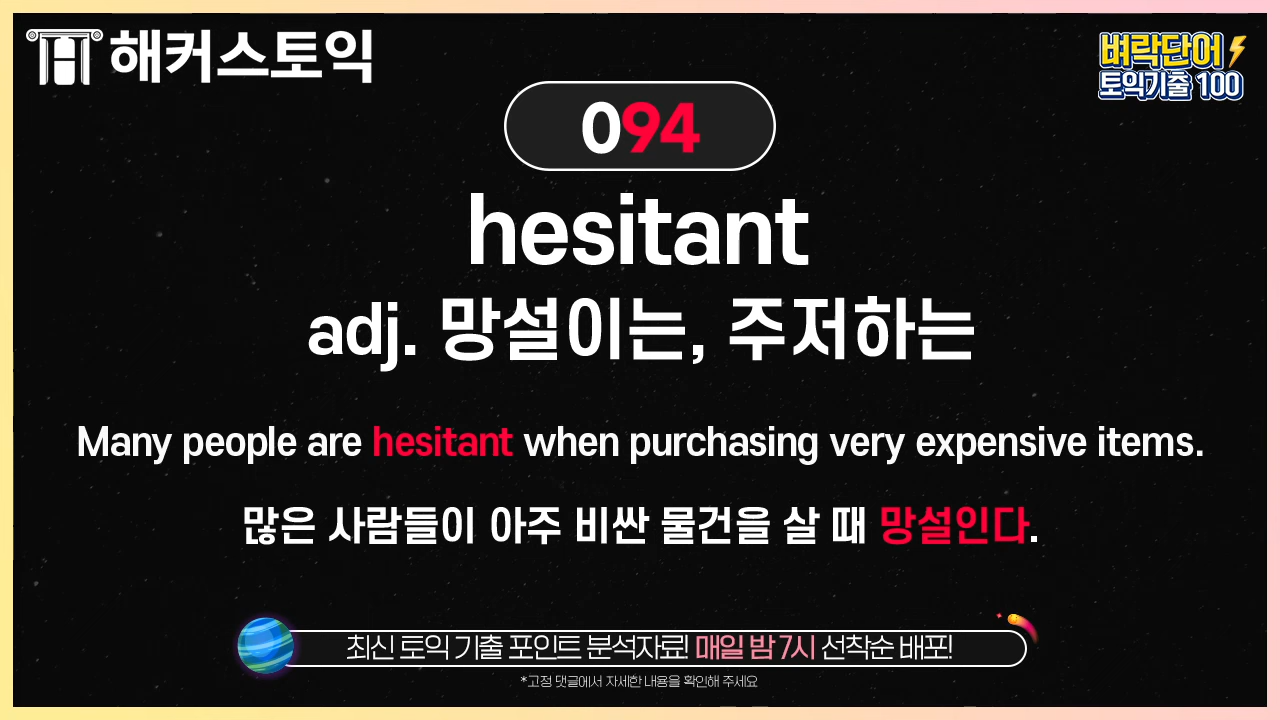 해커스토익
벼락단어
토익기출 100
094
hesitant
adj. 망설이는, 주저하는
Many people are hesitant when purchasing very expensive items.
많은 사람들이 아주 비싼 물건을 살 때 망설인다.
최신 토익 기출 포인트 분석자료! 매일 밤 7시 선착순 배포!
*고정 댓글에서 자세한 내용을 확인해 주세요